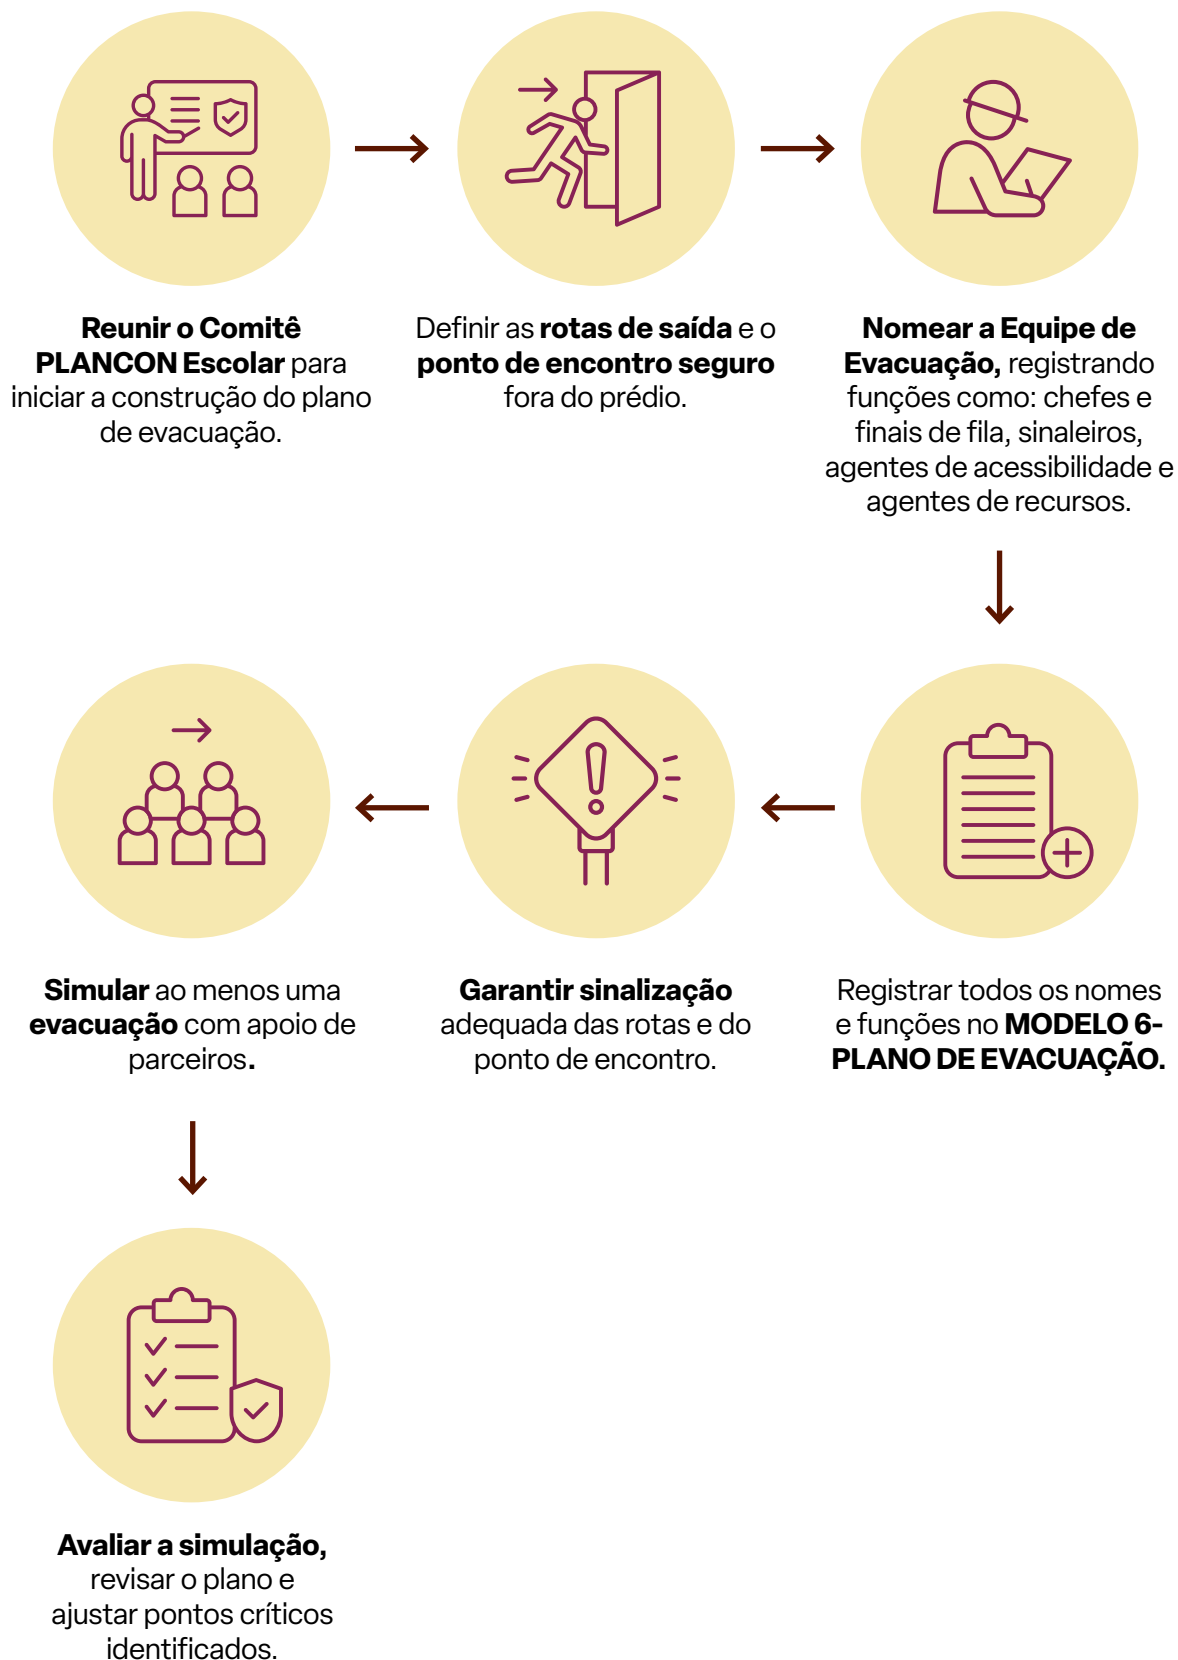 Reunir o Comitê
PLANCON Escolar para
iniciar a construção do plano
de evacuação.
Definir as rotas de saída e o
ponto de encontro seguro
fora do prédio.
Nomear a Equipe de
Evacuação, registrando
funções como: chefes e
finais de fila, sinaleiros,
agentes de acessibilidade e
agentes de recursos.
Registrar todos os nomes
e funções no MODELO 6-
PLANO DE EVACUAÇÃO.
Garantir sinalização
adequada das rotas e do
ponto de encontro.
Simular ao menos uma
evacuação com apoio de
parceiros.
Avaliar a simulação,
revisar o plano e
ajustar pontos críticos
identificados.